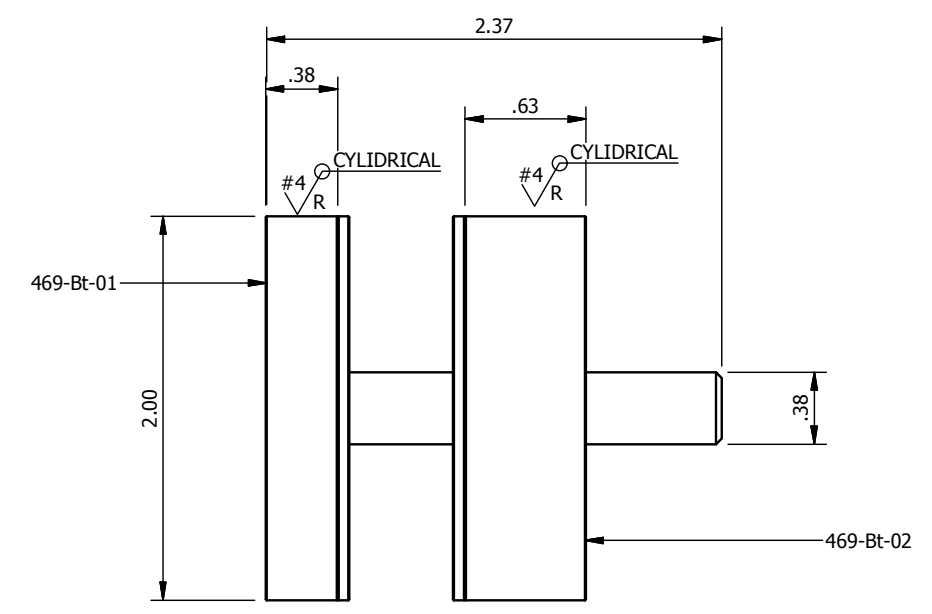 2.37
.38
.63
CYLIDRICAL
CYLIDRICAL
#4
R
#4
R
469-Bt-01
2.00
.38
469-Bt-02